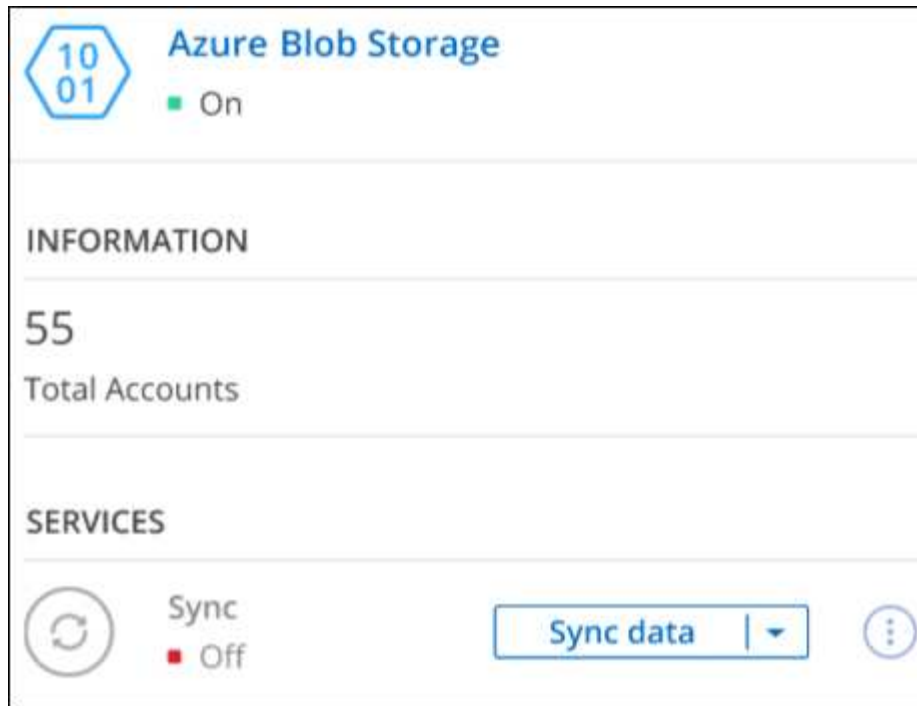 10
01
Azure Blob Storage
On
INFORMATION
55
Total Accounts
SERVICES
Sync
Off
Sync data